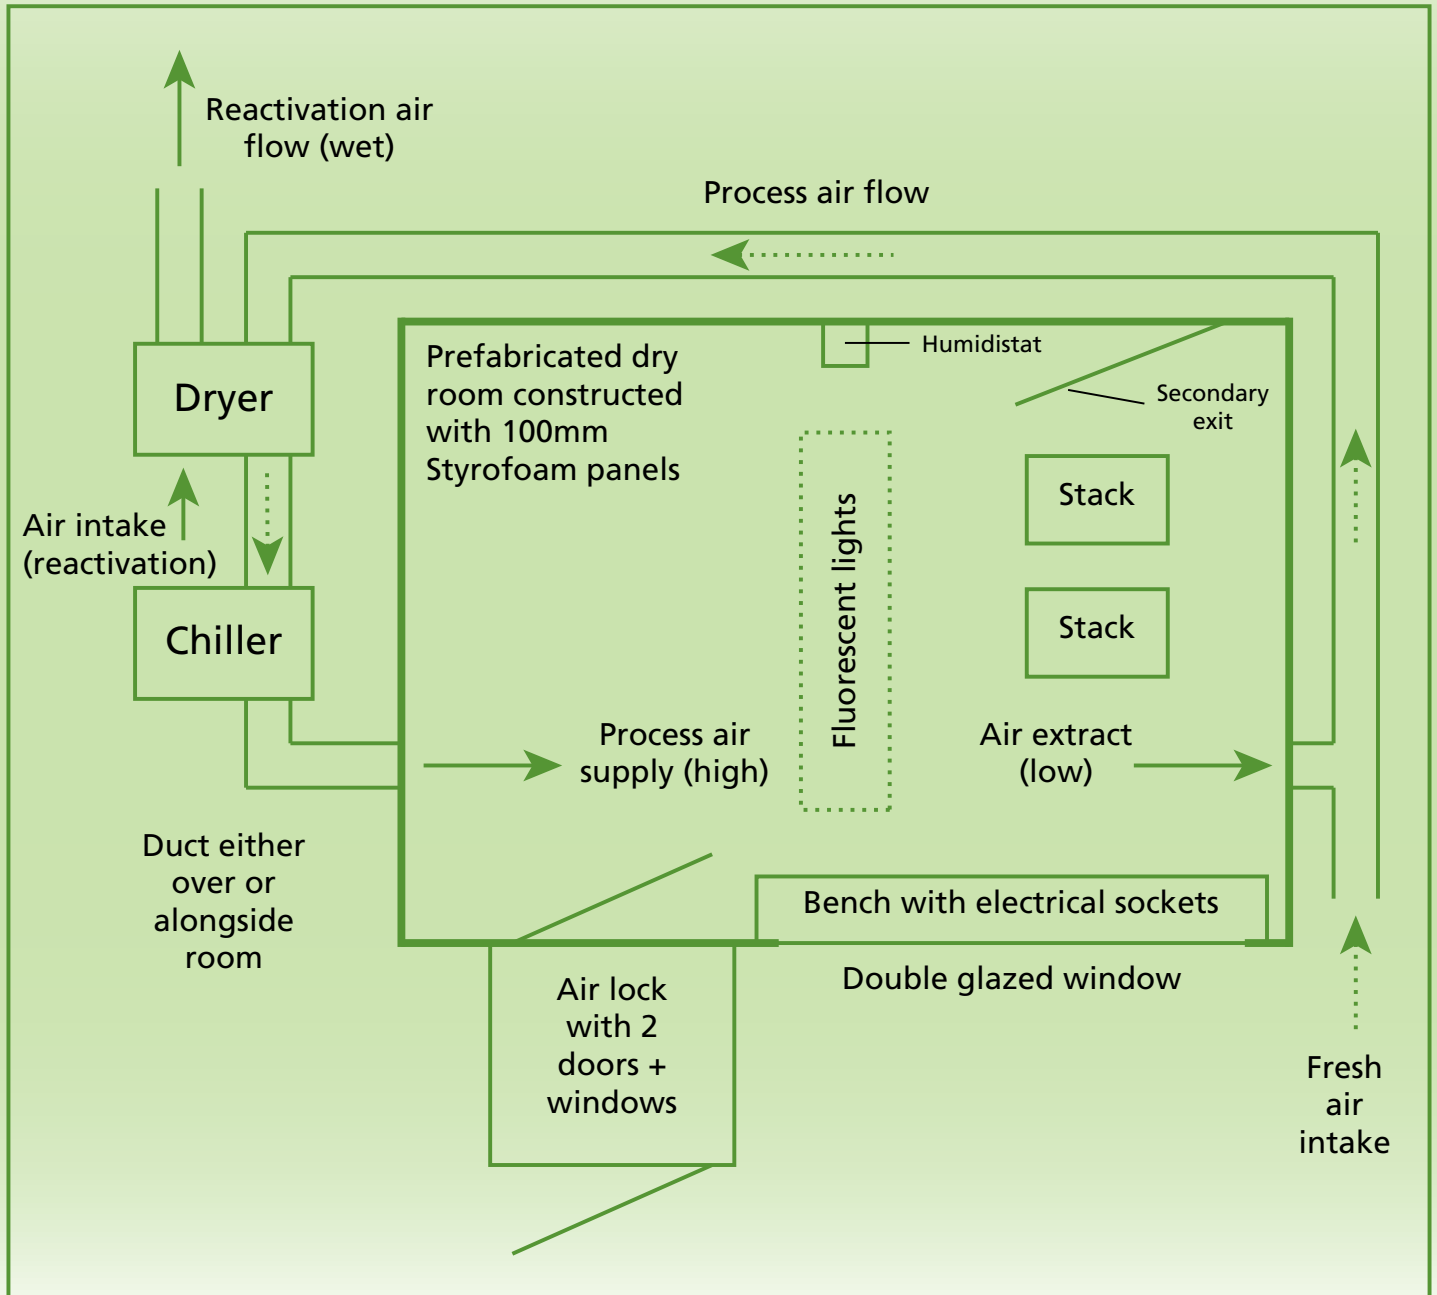 Reactivation air
flow (wet)
Process air flow
Dryer
Prefabricated dry
room constructed
with 100mm
Styrofoam panels
Humidistat
Secondary
exit
Stack
Fluorescent lights
Air intake
(reactivation)
Chiller
Stack
Process air
supply (high)
Air extract
(low)
Duct either
over or
alongside
room
Bench with electrical sockets
Double glazed window
Air lock
with 2
doors +
windows
Fresh
air
intake